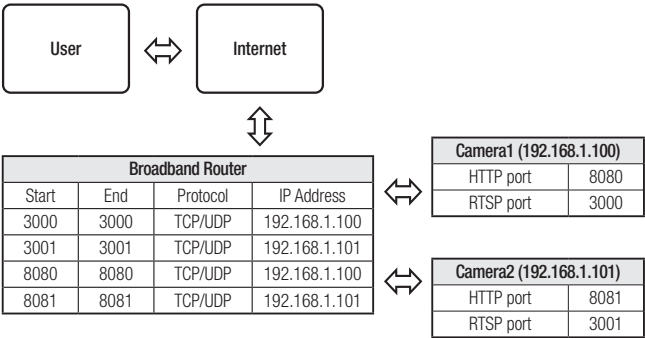 User
Internet
Broadband Router
Start End Protocol IP Address
3000 3000 TCP/UDP 192.168.1.100
3001 3001 TCP/UDP 192.168.1.101
8080 8080 TCP/UDP 192.168.1.100
8081 8081 TCP/UDP 192.168.1.101
Camera1 (192.168.1.100)
HTTP port 8080
RTSP port 3000
Camera2 (192.168.1.101)
HTTP port 8081
RTSP port 3001